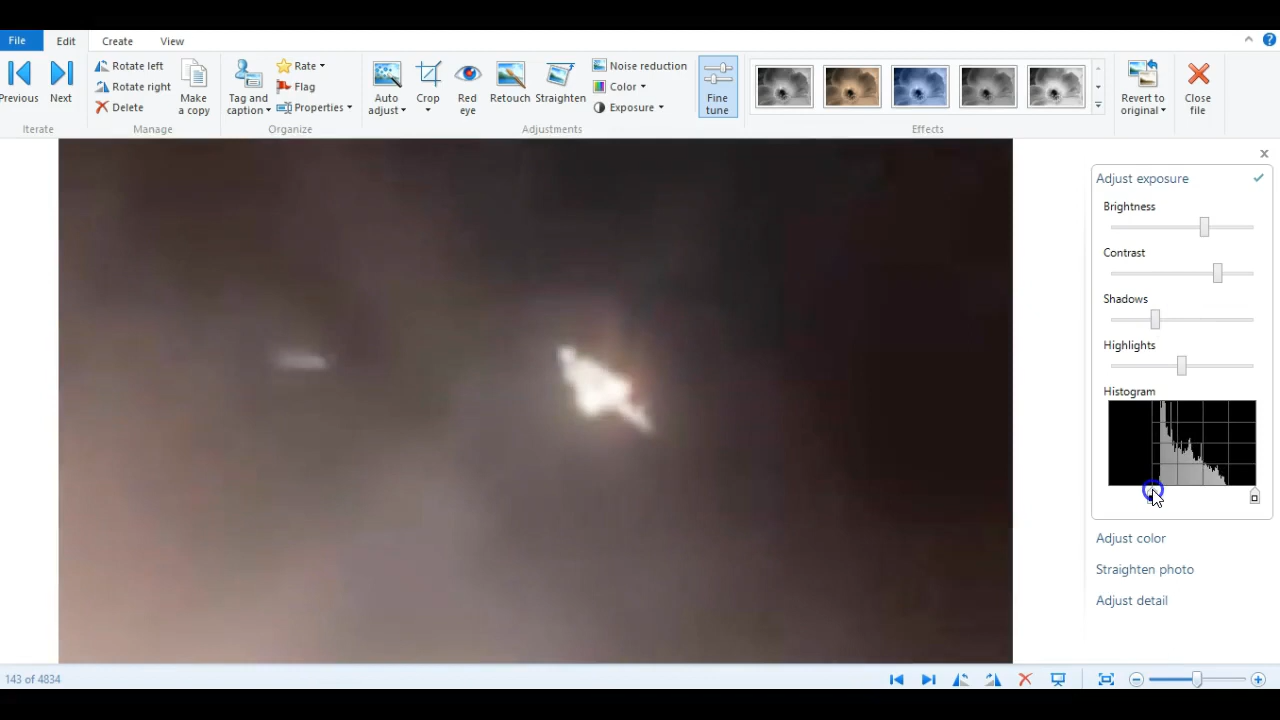 File Edit Create View
Rotate left
Rotate right
Delete
Previous Next
Make a copy
Tag and caption
Rate
Flag
Properties
Auto adjust
Crop
Red eye
Retouch
Straighten
Noise reduction
Color
Exposure
Fine tune
Revert to original
Close file
Iterate Manage Organize Adjustments Effects
Adjust exposure
Brightness
Contrast
Shadows
Highlights
Histogram
Adjust color
Straighten photo
Adjust detail
143 of 4834